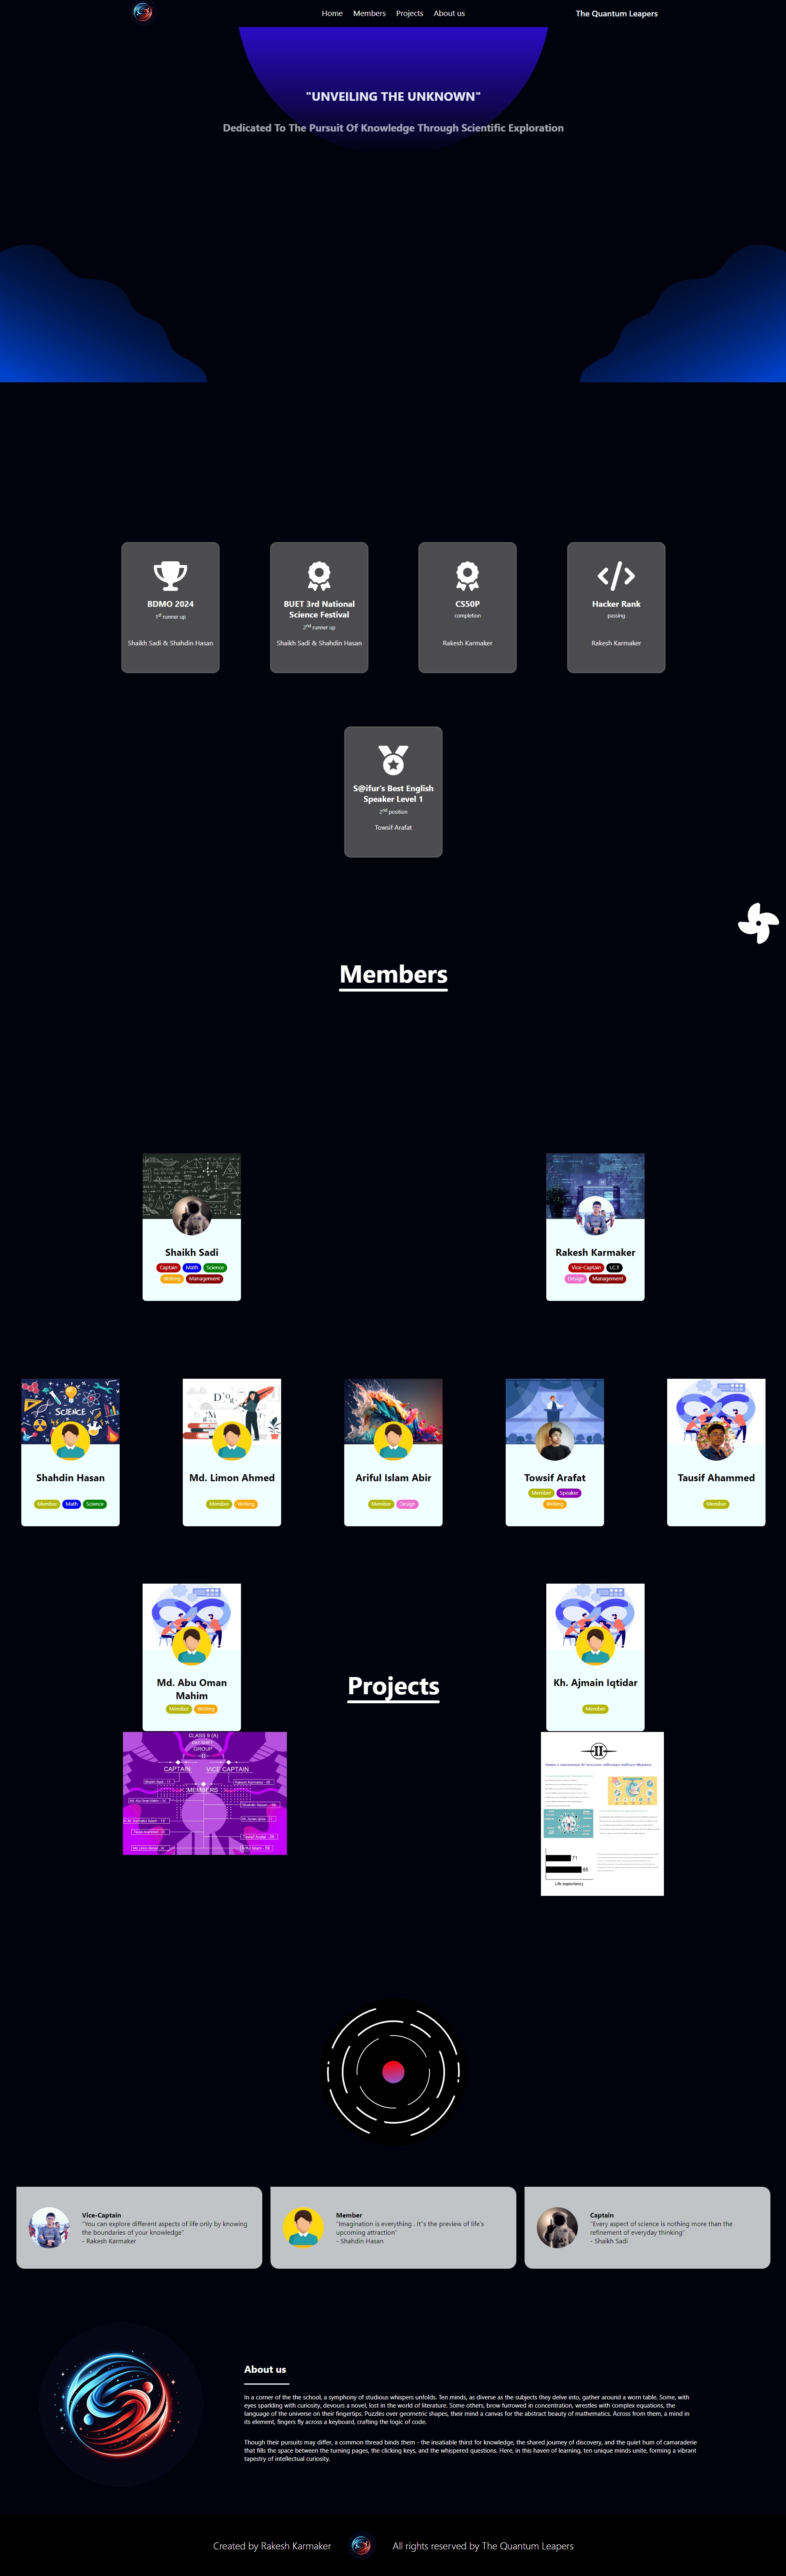 Home Members Projects About us
The Quantum Leapers
"UNVEILING THE UNKNOWN"
Dedicated To The Pursuit Of Knowledge Through Scientific Exploration
BDMO 2024
1st runner up
Shaikh Sadi & Shahdin Hasan
BUET 3rd National
Science Festival
2nd runner up
Shaikh Sadi & Shahdin Hasan
CS50P
completion
Rakesh Karmaker
Hacker Rank
passing
Rakesh Karmaker
S@ifur's Best English
Speaker Level 1
2nd position
Towsif Arafat
Members
Shaikh Sadi
Captain Math Science
Writing Management
Rakesh Karmaker
Vice-Captain I.C.T
Design Management
SCIENCE
Shahdin Hasan
Member Math Science
Md. Limon Ahmed
Member Writing
Ariful Islam Abir
Member Design
Towsif Arafat
Member Speaker
Writing
Tausif Ahammed
Member
Md. Abu Oman
Mahim
Member Writing
Projects
Kh. Ajmain Iqtidar
Member
CLASS 9 (A)
DAY SHIFT
GROUP
-II-
CAPTAIN VICE CAPTAIN
MEMBERS
II
71
85
Life expectancy
Vice-Captain
"You can explore different aspects of life only by knowing
the boundaries of your knowledge"
- Rakesh Karmaker
Member
"Imagination is everything . It's the preview of life's
upcoming attraction"
- Shahdin Hasan
Captain
"Every aspect of science is nothing more than the
refinement of everyday thinking"
- Shaikh Sadi
About us
In a corner of the the school, a symphony of studious whispers unfolds. Ten minds, as diverse as the subjects they delve into, gather around a worn table. Some, with
eyes sparkling with curiosity, devours a novel, lost in the world of literature. Some others, brow furrowed in concentration, wrestles with complex equations, the
language of the universe on their fingertips. Puzzles over geometric shapes, their mind a canvas for the abstract beauty of mathematics. Across from them, a mind in
its element, fingers fly across a keyboard, crafting the logic of code.
Though their pursuits may differ, a common thread binds them - the insatiable thirst for knowledge, the shared journey of discovery, and the quiet hum of camaraderie
that fills the space between the turning pages, the clicking keys, and the whispered questions. Here, in this haven of learning, ten unique minds unite, forming a vibrant
tapestry of intellectual curiosity.
Created by Rakesh Karmaker
All rights reserved by The Quantum Leapers